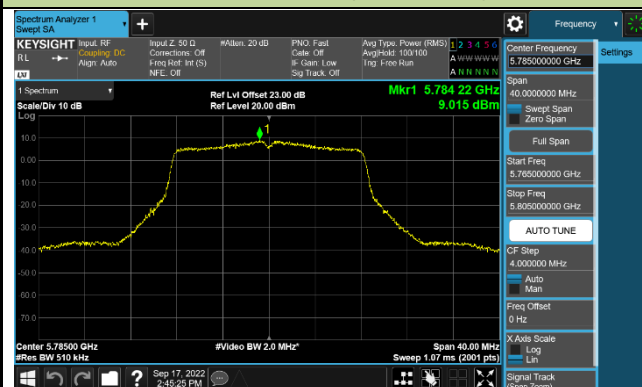 Spectrum Analyzer 1
Swept SA
+
Frequency
KEYSIGHT
RL
Input: RF
Coupling: DC
Align: Auto
Input Z: 50 Ω
Corrections: Off
Freq Ref: Int (S)
NFE: Off
#Atten: 20 dB
PNO: Fast
Gate: Off
IF Gain: Low
Sig Track: Off
Avg Type: Power (RMS)
Avg|Hold: 100/100
Trig: Free Run
1 2 3 4 5 6
A W W W W W
A N N N N N
LXI
1 Spectrum
Scale/Div 10 dB
Log
Ref Lvl Offset 23.00 dB
Ref Level 20.00 dBm
Mkr1 5.784 22 GHz
9.015 dBm
1
10.0
0.00
-10.0
-20.0
-30.0
-40.0
-50.0
-60.0
-70.0
Center 5.78500 GHz
#Res BW 510 kHz
#Video BW 2.0 MHz*
Span 40.00 MHz
Sweep 1.07 ms (2001 pts)
Sep 17, 2022
2:45:25 PM
?
Center Frequency
5.785000000 GHz
Settings
Span
40.0000000 MHz
Swept Span
Zero Span
Full Span
Start Freq
5.765000000 GHz
Stop Freq
5.805000000 GHz
AUTO TUNE
CF Step
4.000000 MHz
Auto
Man
Freq Offset
0 Hz
X Axis Scale
Log
Lin
Signal Track
(Span Zoom)